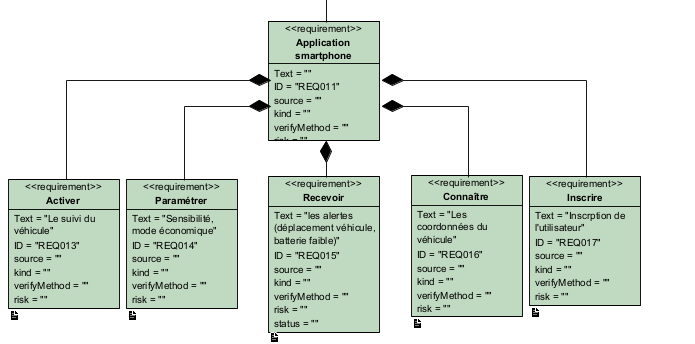 <<requirement>>
Application
smartphone
Text = ""
ID = "REQ011"
source = ""
kind = ""
verifyMethod = ""
risk = ""
<<requirement>>
Activer
Text = "Le suivi du
véhicule"
ID = "REQ013"
source = ""
kind = ""
verifyMethod = ""
risk = ""
<<requirement>>
Paramétrer
Text = "Sensibilité,
mode économique"
ID = "REQ014"
source = ""
kind = ""
verifyMethod = ""
risk = ""
<<requirement>>
Recevoir
Text = "les alertes
(déplacement véhicule,
batterie faible)"
ID = "REQ015"
source = ""
kind = ""
verifyMethod = ""
risk = ""
status = ""
<<requirement>>
Connaître
Text = "Les
coordonnées du
véhicule"
ID = "REQ016"
source = ""
kind = ""
verifyMethod = ""
risk = ""
<<requirement>>
Inscrire
Text = "Inscrption de
l'utilisateur"
ID = "REQ017"
source = ""
kind = ""
verifyMethod = ""
risk = ""